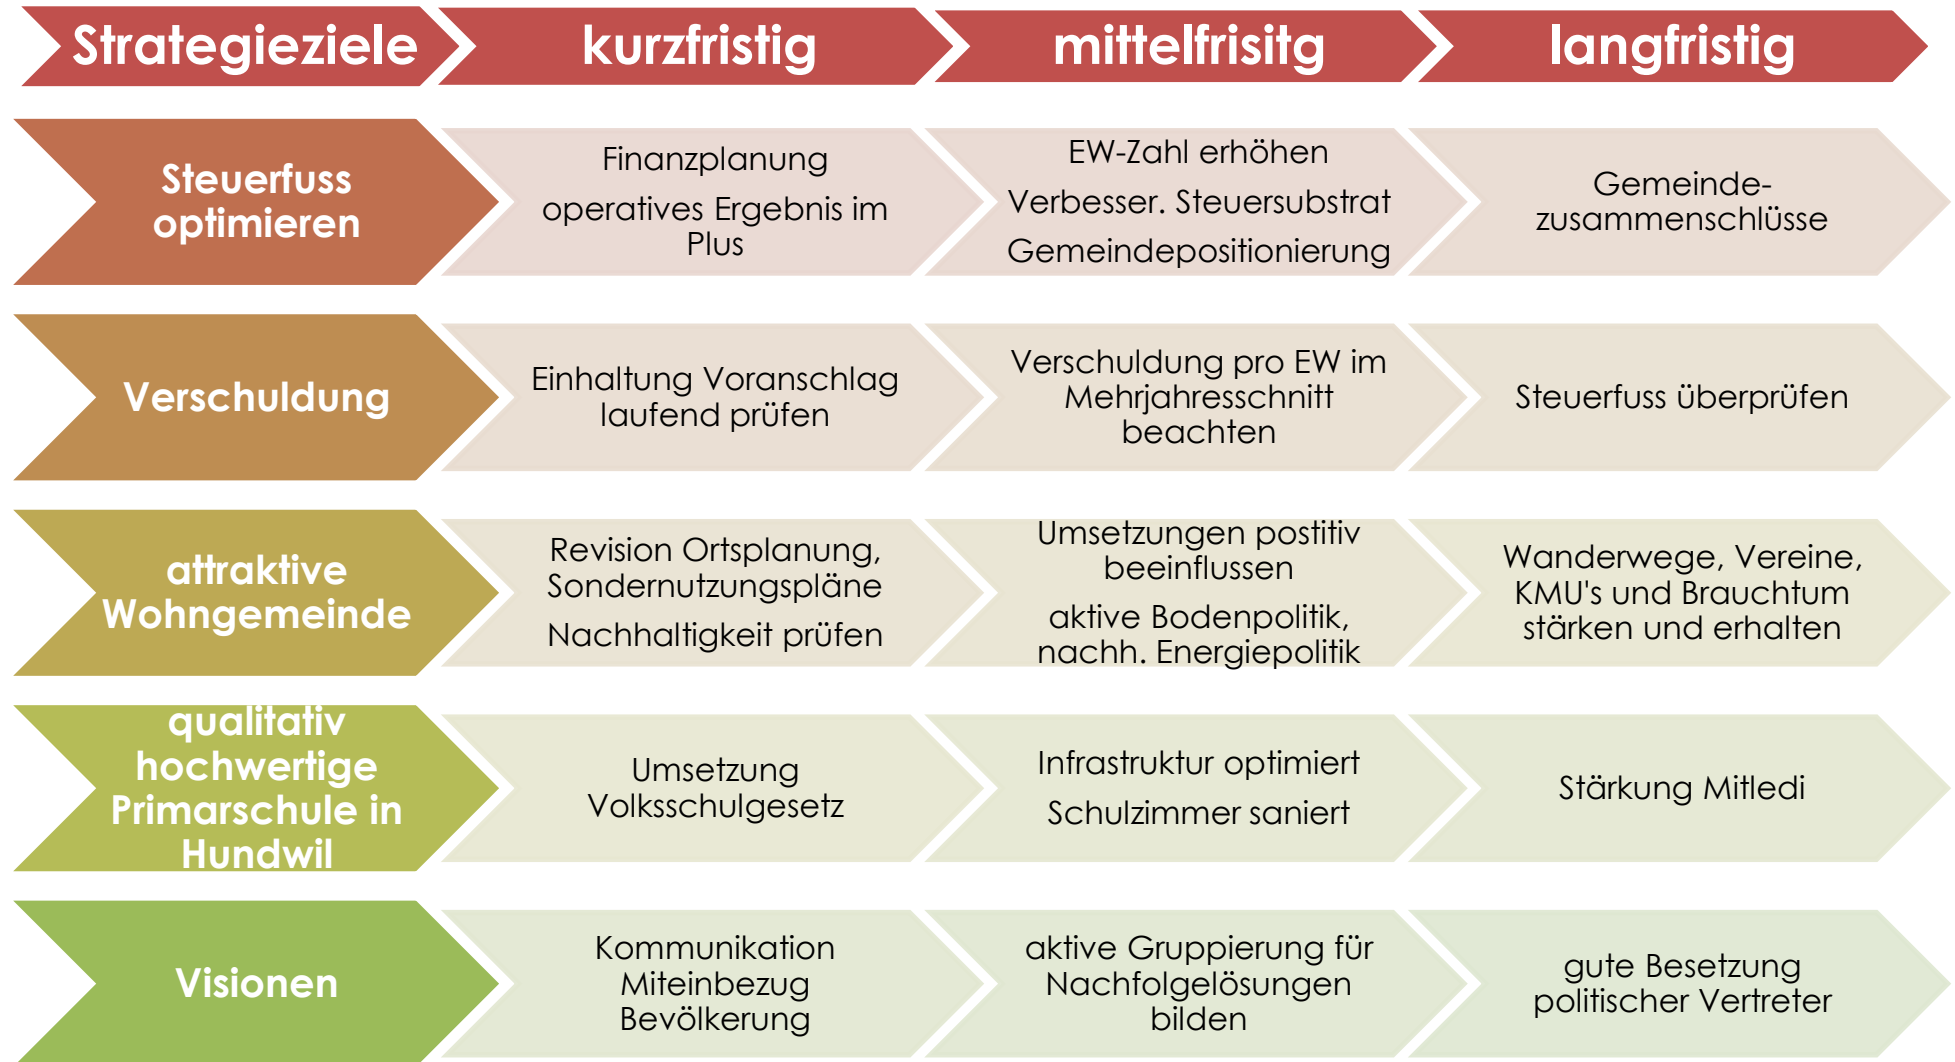 Strategieziele
kurzfristig
mittelfrisitg
langfristig
Steuerfuss
optimieren
Finanzplanung
operatives Ergebnis im
Plus
EW-Zahl erhöhen
Verbesser. Steuersubstrat
Gemeindepositionierung
Gemeinde-
zusammenschlüsse
Verschuldung
Einhaltung Voranschlag
laufend prüfen
Verschuldung pro EW im
Mehrjahresschnitt
beachten
Steuerfuss überprüfen
attraktive
Wohngemeinde
Revision Ortsplanung,
Sondernutzungspläne
Nachhaltigkeit prüfen
Umsetzungen postitiv
beeinflussen
aktive Bodenpolitik,
nachh. Energiepolitik
Wanderwege, Vereine,
KMU's und Brauchtum
stärken und erhalten
qualitativ
hochwertige
Primarschule in
Hundwil
Umsetzung
Volksschulgesetz
Infrastruktur optimiert
Schulzimmer saniert
Stärkung Mitledi
Visionen
Kommunikation
Miteinbezug
Bevölkerung
aktive Gruppierung für
Nachfolgelösungen
bilden
gute Besetzung
politischer Vertreter